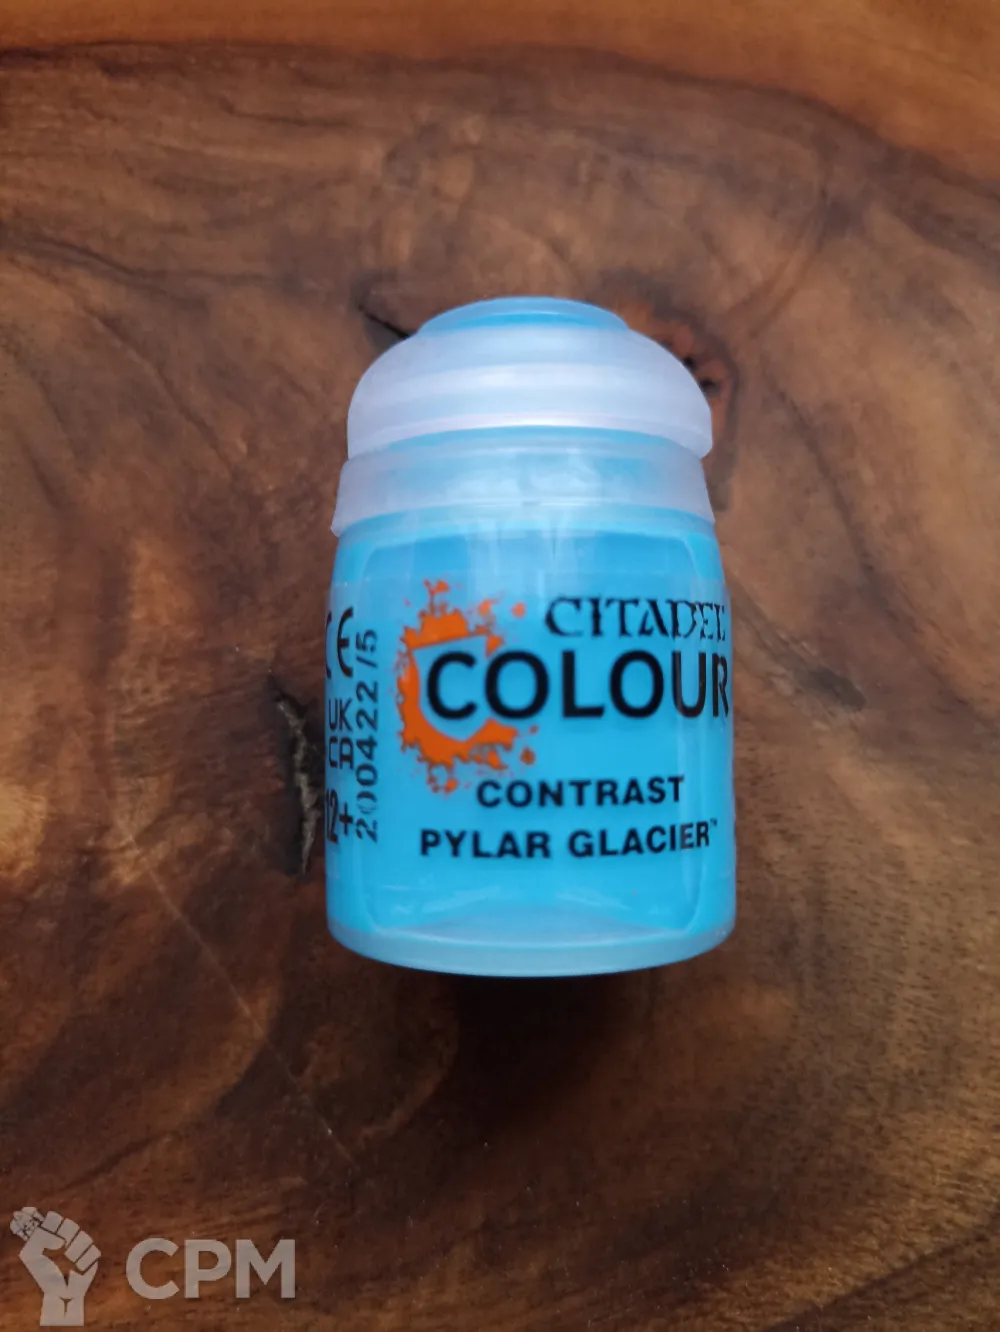 CITADEL
COLOUR
CONTRAST
PYLAR GLACIER™
CE
UK
CA
12+
200422/5
CPM